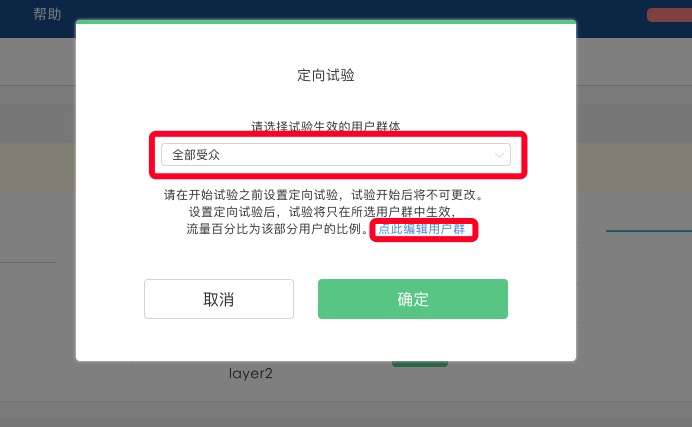 帮助
定向试验
请选择试验生效的用户群体
全部受众
请在开始试验之前设置定向试验，试验开始后将不可更改。
设置定向试验后，试验将只在所选用户群中生效，
流量百分比为该部分用户的比例。点此编辑用户群
取消
确定
layer2